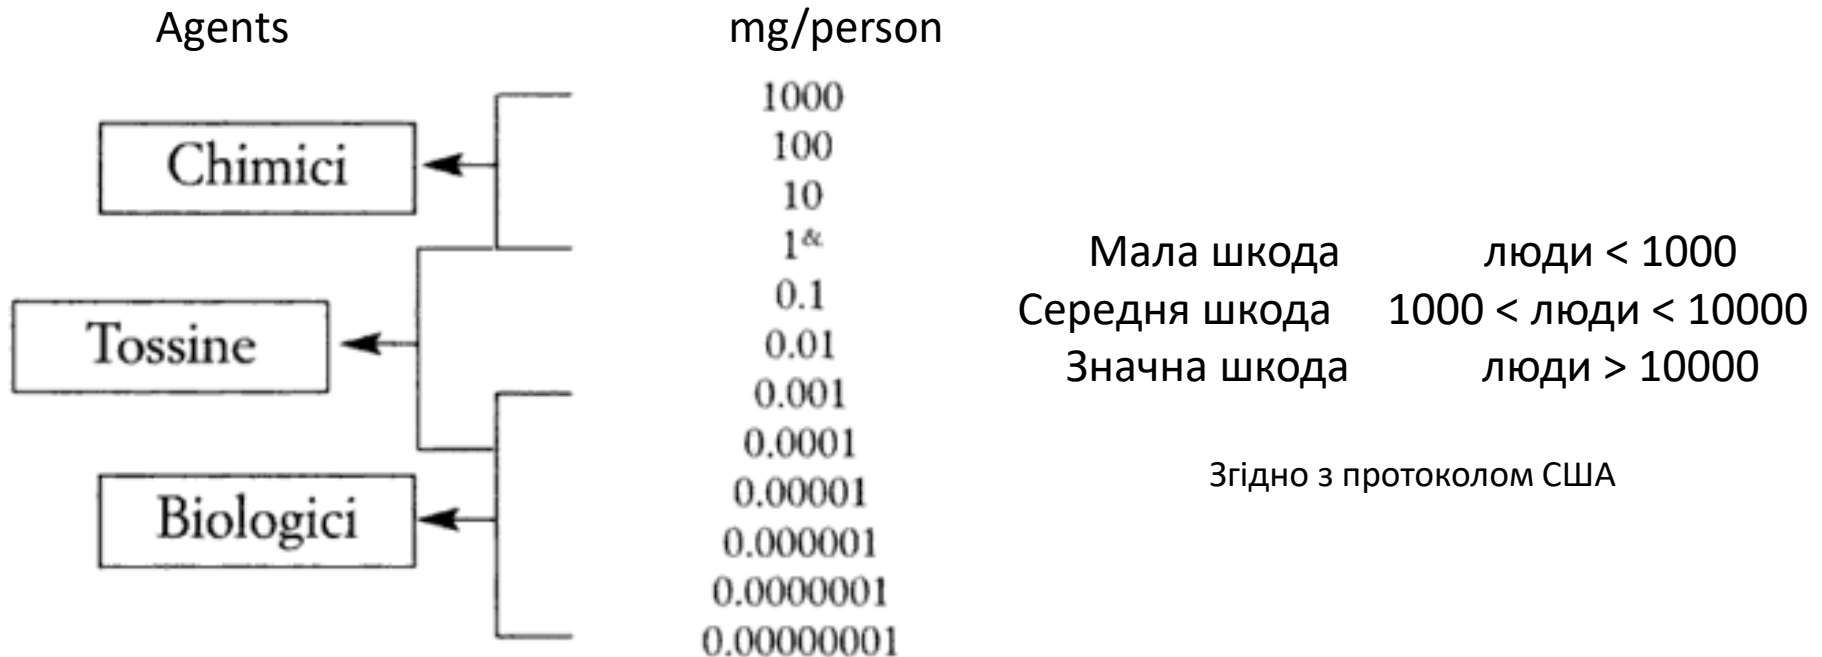 Agents
mg/person
Chimici
Tossine
Biologici
1000
100
10
1&
0.1
0.01
0.001
0.0001
0.00001
0.000001
0.0000001
0.00000001
Мала шкода люди < 1000
Середня шкода 1000 < люди < 10000
Значна шкода люди > 10000
Згідно з протоколом США